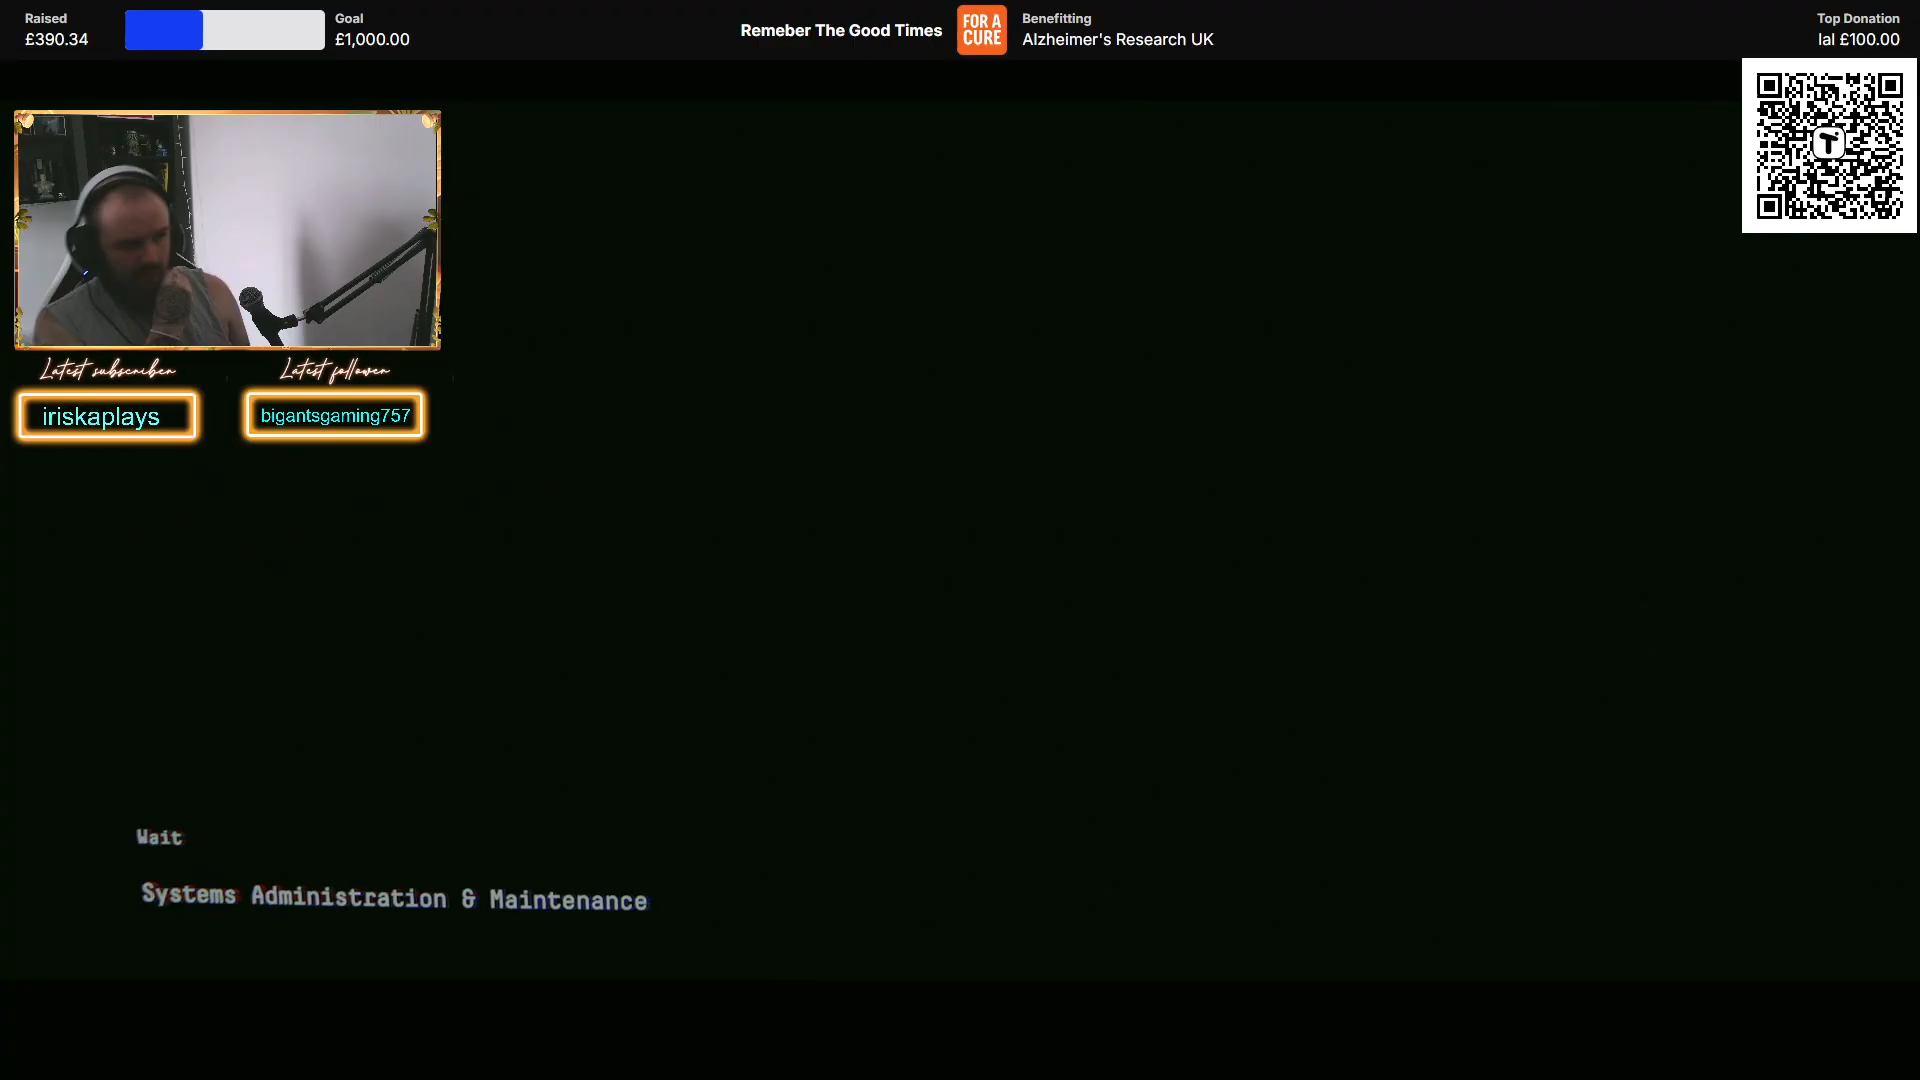 Raised
£390.34
Goal
£1,000.00
Remeber The Good Times
FOR A
CURE
Benefitting
Alzheimer's Research UK
Top Donation
lal £100.00
T
Latest subscriber
Latest follower
iriskaplays
bigantsgaming757
Wait
Systems Administration & Maintenance